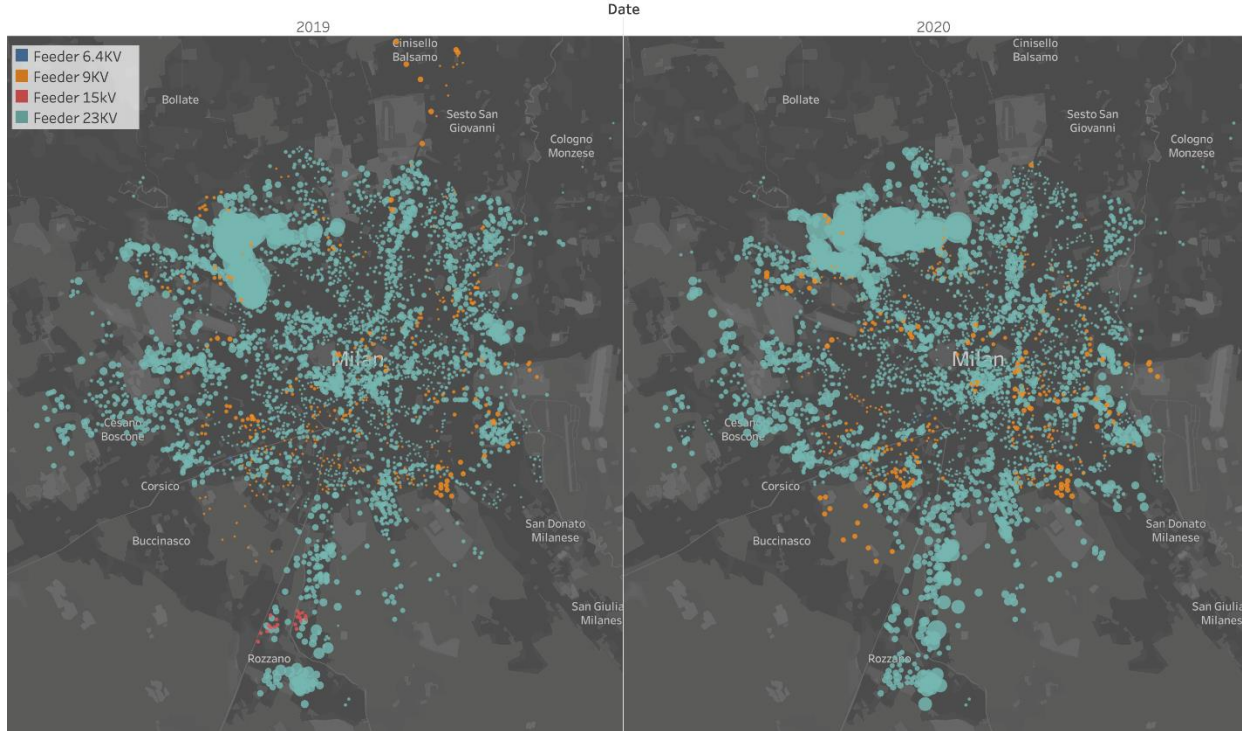 Date
2019
2020
Feeder 6.4KV
Feeder 9KV
Feeder 15kV
Feeder 23KV
Cinisello
Balsamo
Bollate
Sesto San
Giovanni
Cologno
Monzese
Milan
Cesano
Boscone
Corsico
Buccinasco
San Donato
Milanese
San Giulia
Milanes
Rozzano
Cinisello
Balsamo
Bollate
Sesto San
Giovanni
Cologno
Monzese
Milan
Cesano
Boscone
Corsico
Buccinasco
San Donato
Milanese
San Giulia
Milanes
Rozzano